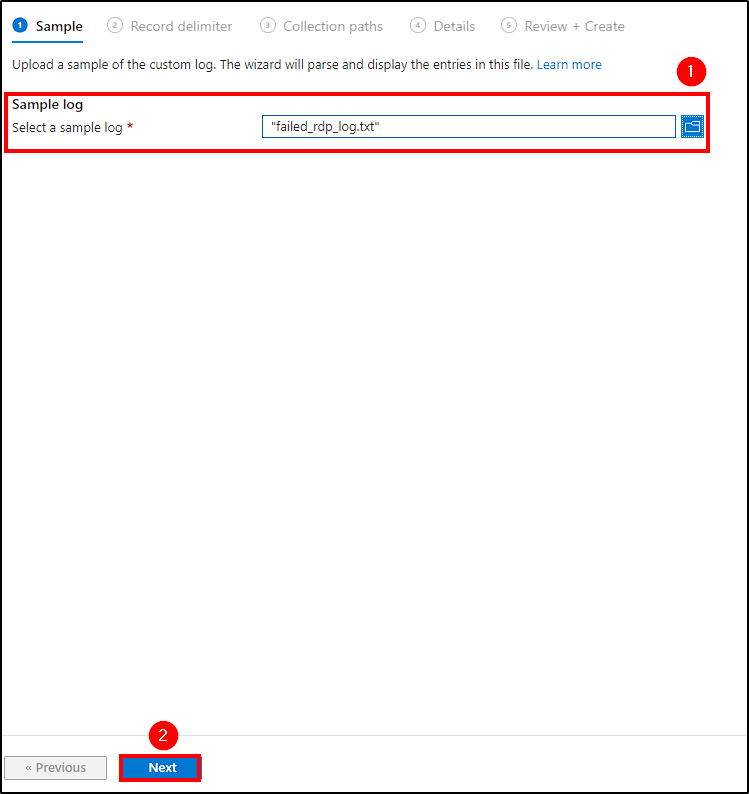 1 Sample 2 Record delimiter 3 Collection paths 4 Details 5 Review + Create
Upload a sample of the custom log. The wizard will parse and display the entries in this file. Learn more
1
Sample log
Select a sample log * "failed_rdp_log.txt"
2
« Previous Next